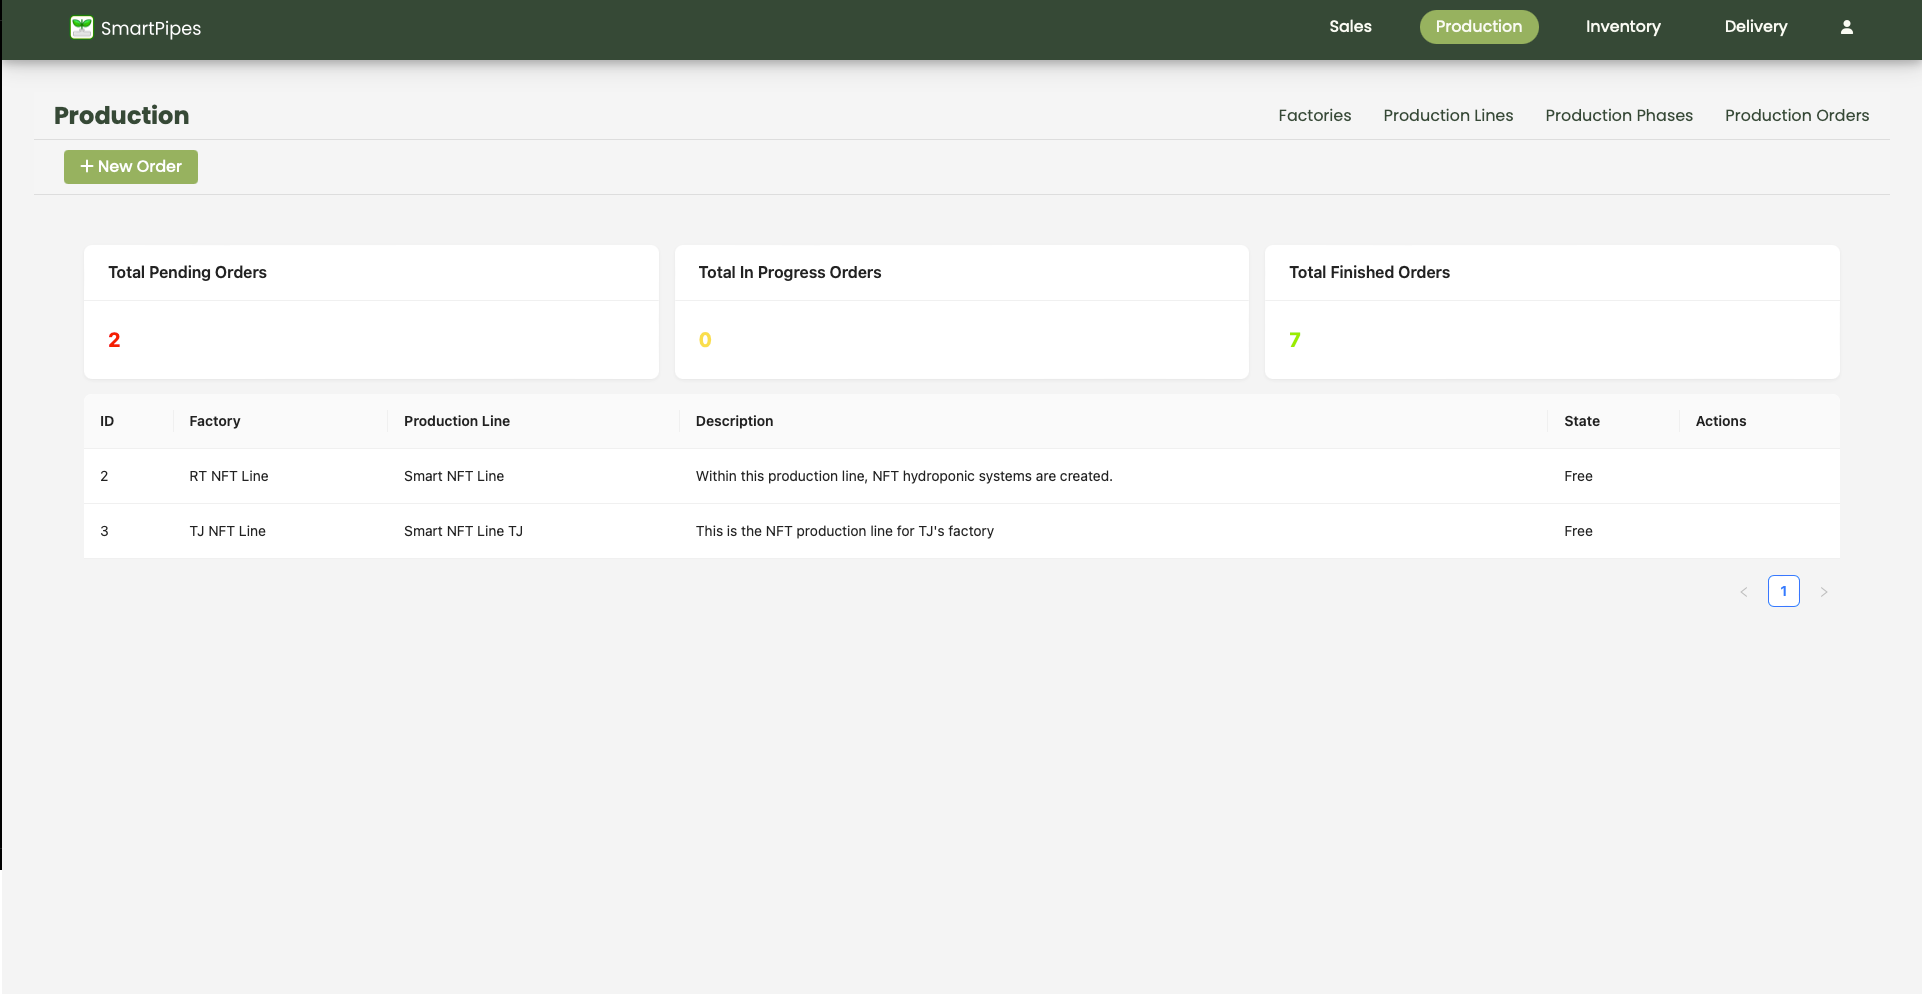 SmartPipes Sales Production Inventory Delivery
Production Factories Production Lines Production Phases Production Orders
+ New Order
Total Pending Orders Total In Progress Orders Total Finished Orders
2 0 7
ID Factory Production Line Description State Actions
2 RT NFT Line Smart NFT Line Within this production line, NFT hydroponic systems are created. Free
3 TJ NFT Line Smart NFT Line TJ This is the NFT production line for TJ's factory Free
< 1 >